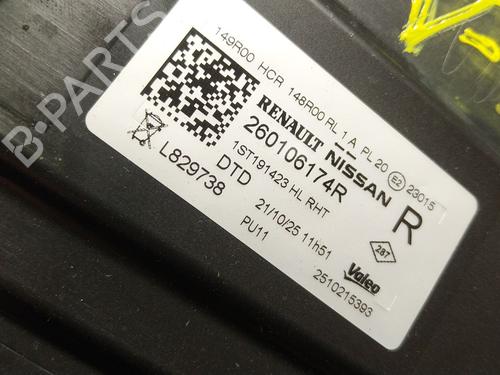 149R00 HCR 148R00 RL 1 A PL 20 E2 23015
RENAULT NISSAN
260106174R R
DTD
L829738
1ST191423 HL RHT
21/10/25 11h51
PU11
287
Valeo
2510215393
B-PARTS